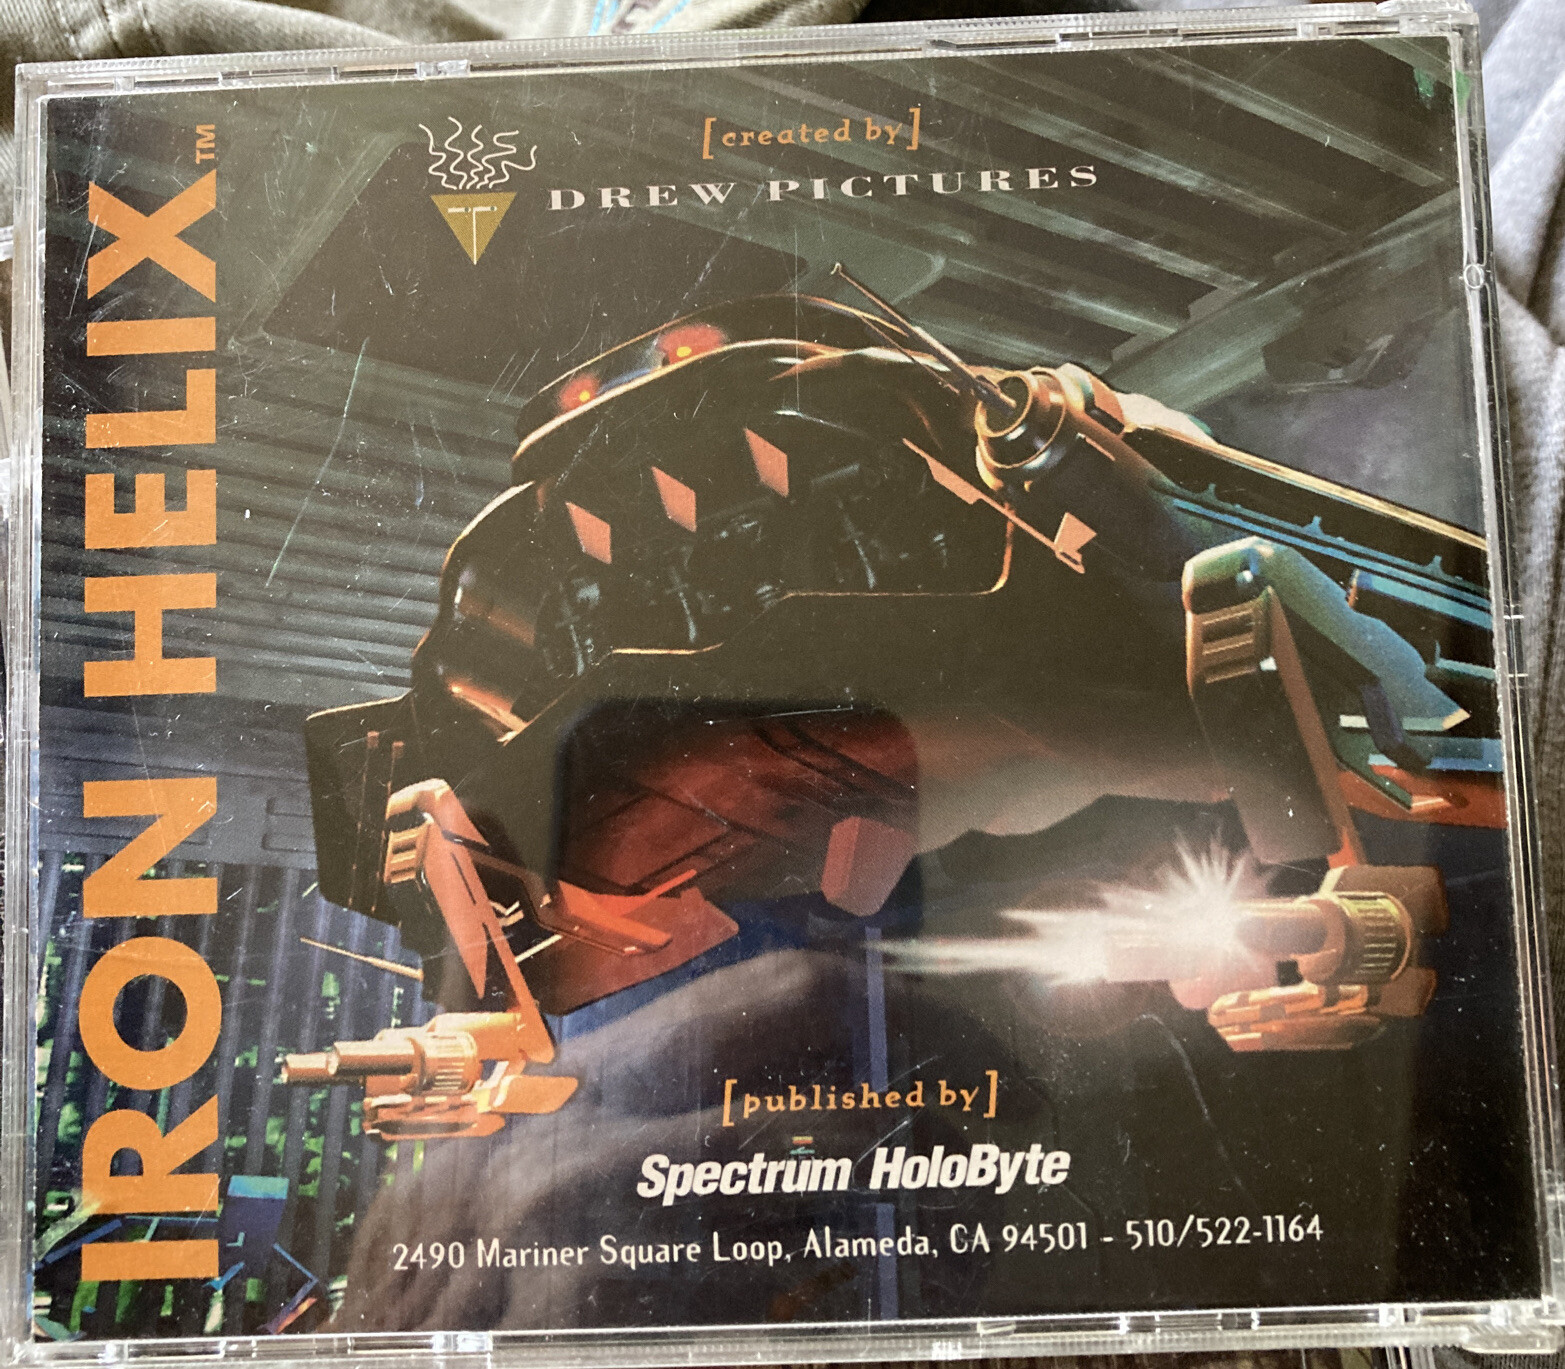 IRON HELIX™
[created by]
DREW PICTURES
[published by]
Spectrum HoloByte
2490 Mariner Square Loop, Alameda, CA 94501 - 510/522-1164